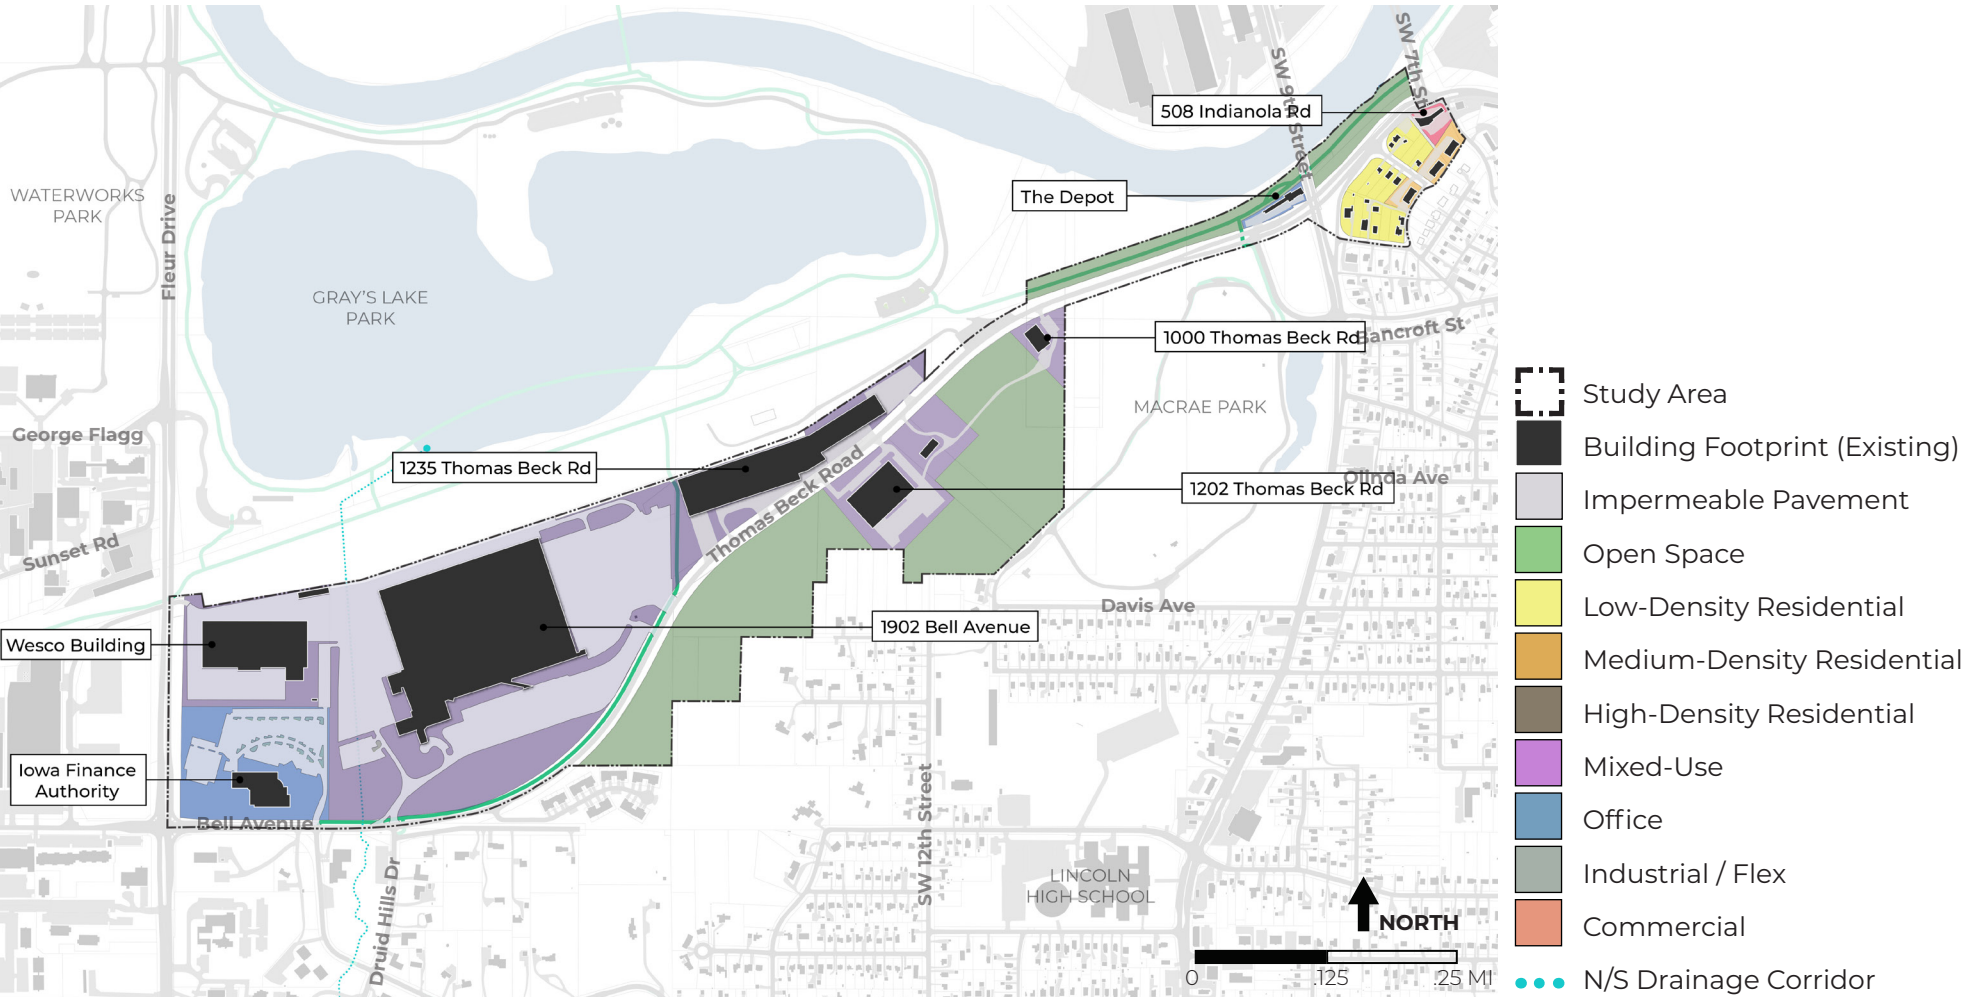 SW 7th St
SW 9th Street
508 Indianola Rd
The Depot
WATERWORKS
PARK
Fleur Drive
GRAY'S LAKE
PARK
1000 Thomas Beck Rd
Bancroft St
MACRAE PARK
George Flagg
1235 Thomas Beck Rd
Thomas Beck Road
1202 Thomas Beck Rd
Olinda Ave
Sunset Rd
Davis Ave
1902 Bell Avenue
Wesco Building
Iowa Finance
Authority
Bell Avenue
Druid Hills Dr
SW 12th Street
LINCOLN
HIGH SCHOOL
NORTH
0 .125 .25 MI
Study Area
Building Footprint (Existing)
Impermeable Pavement
Open Space
Low-Density Residential
Medium-Density Residential
High-Density Residential
Mixed-Use
Office
Industrial / Flex
Commercial
N/S Drainage Corridor